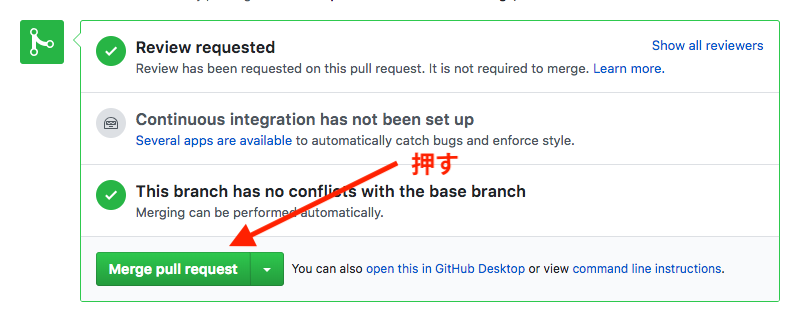 Review requested
Show all reviewers
Review has been requested on this pull request. It is not required to merge. Learn more.
Continuous integration has not been set up
Several apps are available to automatically catch bugs and enforce style.
押す
This branch has no conflicts with the base branch
Merging can be performed automatically.
Merge pull request
You can also open this in GitHub Desktop or view command line instructions.